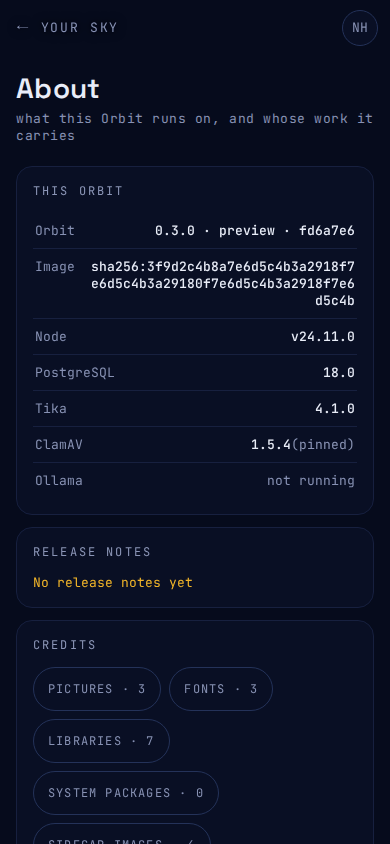 ← YOUR SKY
NH
About
what this Orbit runs on, and whose work it
carries
THIS ORBIT
Orbit 0.3.0 · preview · fd6a7e6
Image sha256:3f9d2c4b8a7e6d5c4b3a2918f7
e6d5c4b3a29180f7e6d5c4b3a2918f7e6
d5c4b
Node v24.11.0
PostgreSQL 18.0
Tika 4.1.0
ClamAV 1.5.4(pinned)
Ollama not running
RELEASE NOTES
No release notes yet
CREDITS
PICTURES · 3
FONTS · 3
LIBRARIES · 7
SYSTEM PACKAGES · 0
SIDECAR IMAGES ·